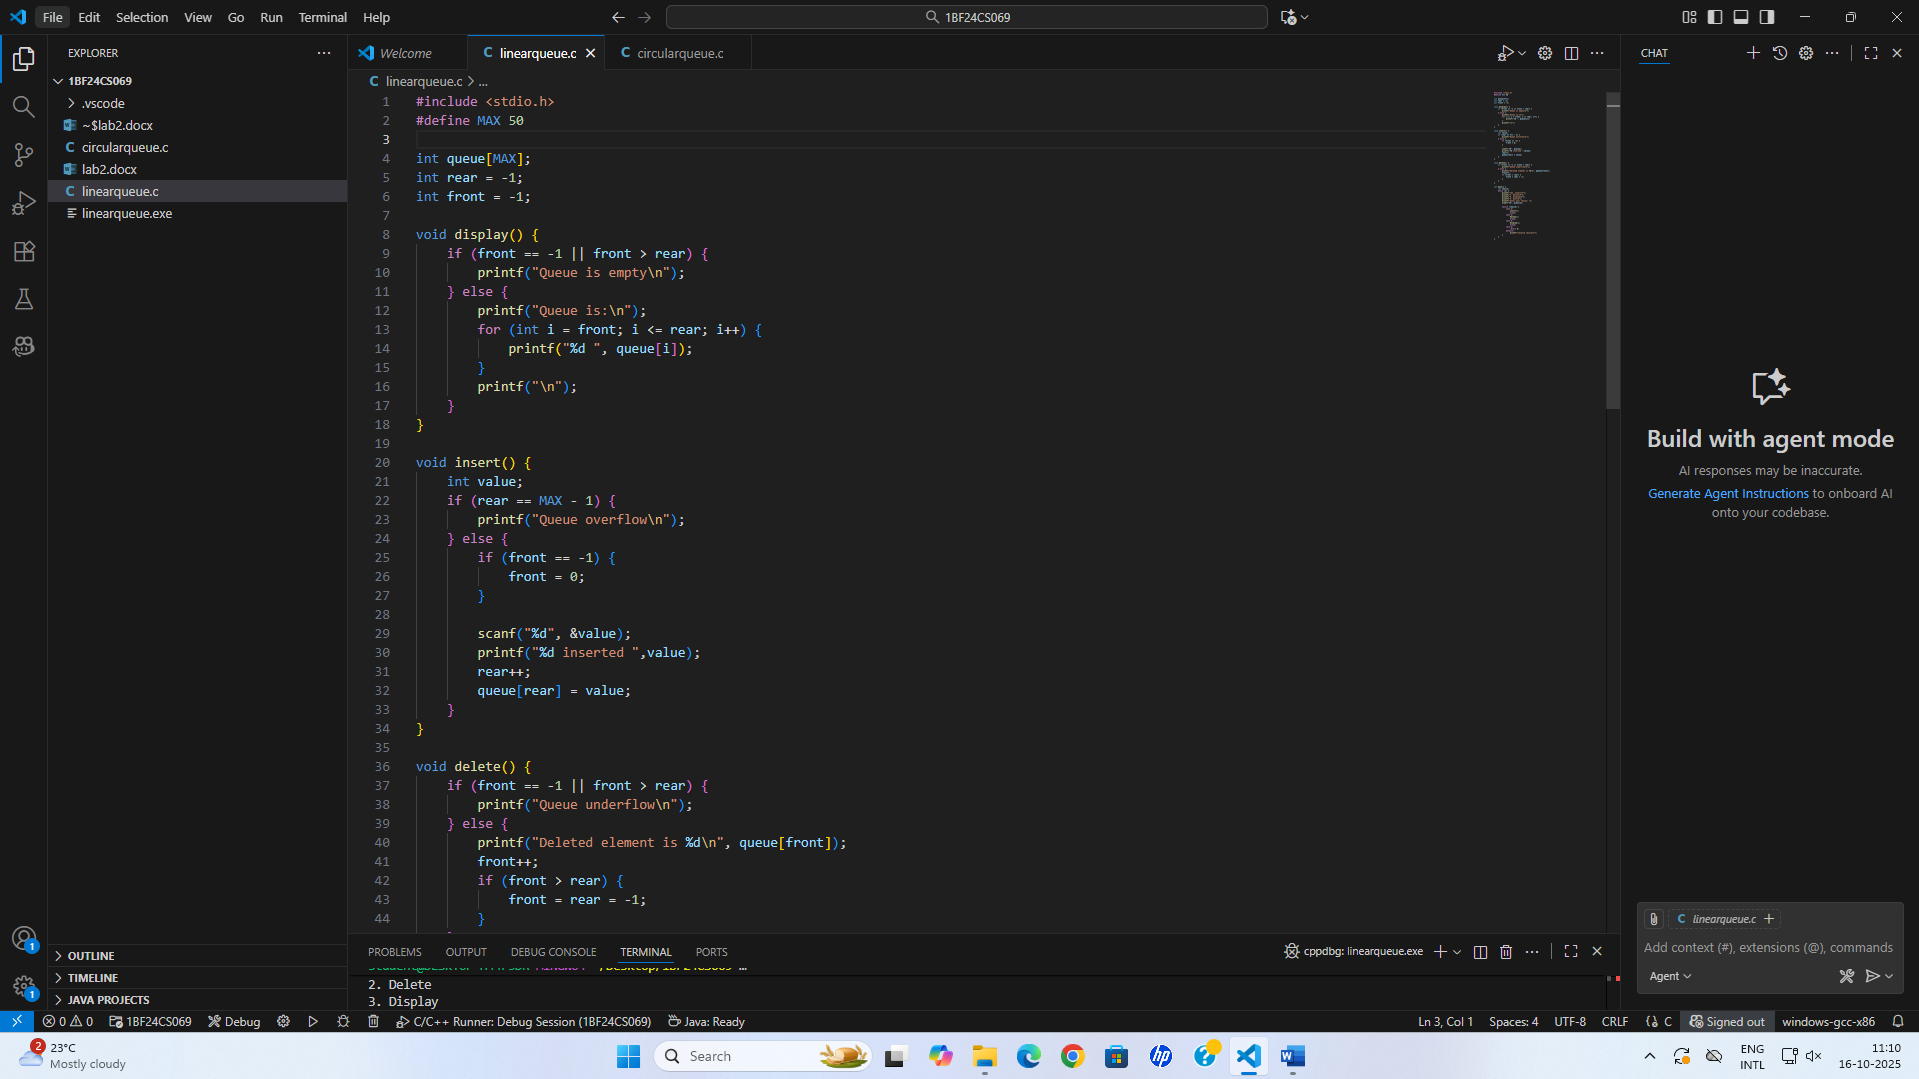 File Edit Selection View Go Run Terminal Help
1BF24CS069
EXPLORER
1BF24CS069
.vscode
~$lab2.docx
circularqueue.c
lab2.docx
linearqueue.c
linearqueue.exe
OUTLINE
TIMELINE
JAVA PROJECTS
Welcome
linearqueue.c
circularqueue.c
linearqueue.c > ...
1 #include <stdio.h>
2 #define MAX 50
3
4 int queue[MAX];
5 int rear = -1;
6 int front = -1;
7
8 void display() {
9 if (front == -1 || front > rear) {
10 printf("Queue is empty\n");
11 } else {
12 printf("Queue is:\n");
13 for (int i = front; i <= rear; i++) {
14 printf("%d ", queue[i]);
15 }
16 printf("\n");
17 }
18 }
19
20 void insert() {
21 int value;
22 if (rear == MAX - 1) {
23 printf("Queue overflow\n");
24 } else {
25 if (front == -1) {
26 front = 0;
27 }
28
29 scanf("%d", &value);
30 printf("%d inserted ",value);
31 rear++;
32 queue[rear] = value;
33 }
34 }
35
36 void delete() {
37 if (front == -1 || front > rear) {
38 printf("Queue underflow\n");
39 } else {
40 printf("Deleted element is %d\n", queue[front]);
41 front++;
42 if (front > rear) {
43 front = rear = -1;
44 }
PROBLEMS OUTPUT DEBUG CONSOLE TERMINAL PORTS
cppdbg: linearqueue.exe
2. Delete
3. Display
CHAT
Build with agent mode
AI responses may be inaccurate.
Generate Agent Instructions to onboard AI
onto your codebase.
linearqueue.c
Add context (#), extensions (@), commands
Agent
0 0 1BF24CS069 Debug C/C++ Runner: Debug Session (1BF24CS069) Java: Ready
Ln 3, Col 1 Spaces: 4 UTF-8 CRLF {} C Signed out windows-gcc-x86
1
1
2
23°C
Mostly cloudy
Search
hp
ENG
INTL
11:10
16-10-2025